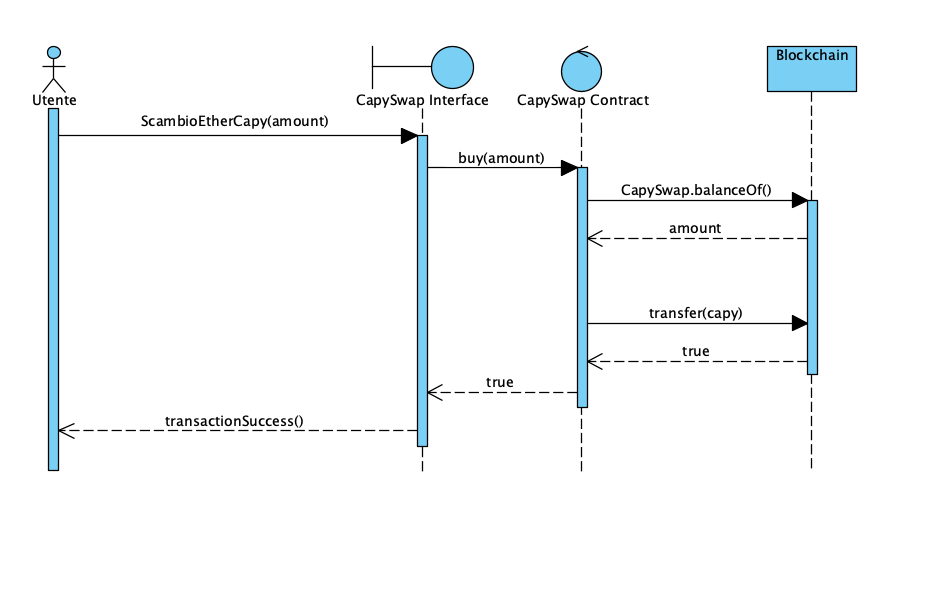 Blockchain
Utente
CapySwap Interface
CapySwap Contract
ScambioEtherCapy(amount)
buy(amount)
CapySwap.balanceOf()
amount
transfer(capy)
true
true
transactionSuccess()